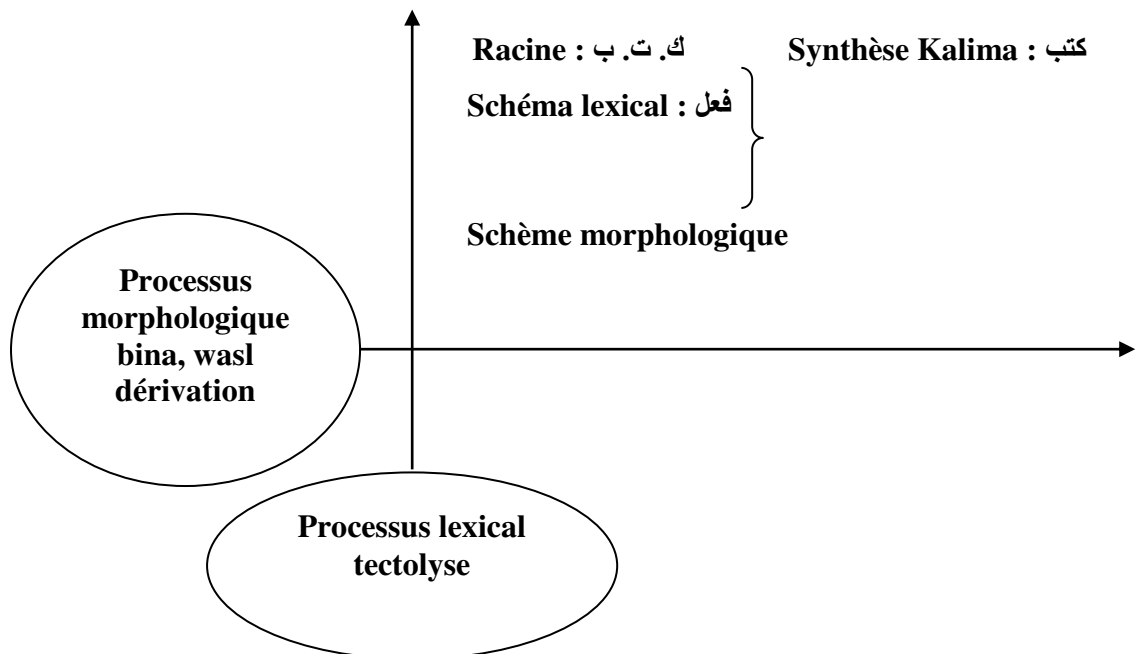 Racine : ك. ت. ب
Synthèse Kalima : كتب
Schéma lexical : فعل
Schème morphologique
Processus
morphologique
bina, wasl
dérivation
Processus lexical
tectolyse